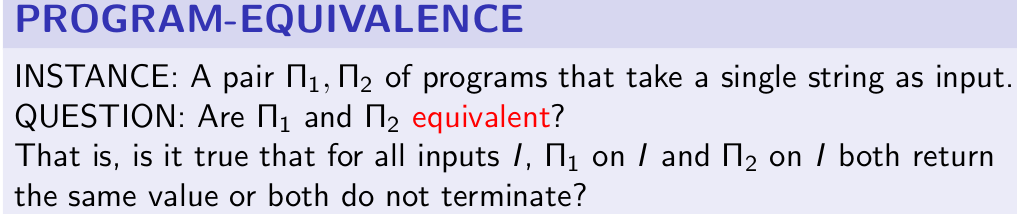 PROGRAM-EQUIVALENCE
INSTANCE: A pair Π₁, Π₂ of programs that take a single string as input.
QUESTION: Are Π₁ and Π₂ equivalent?
That is, is it true that for all inputs I, Π₁ on I and Π₂ on I both return
the same value or both do not terminate?